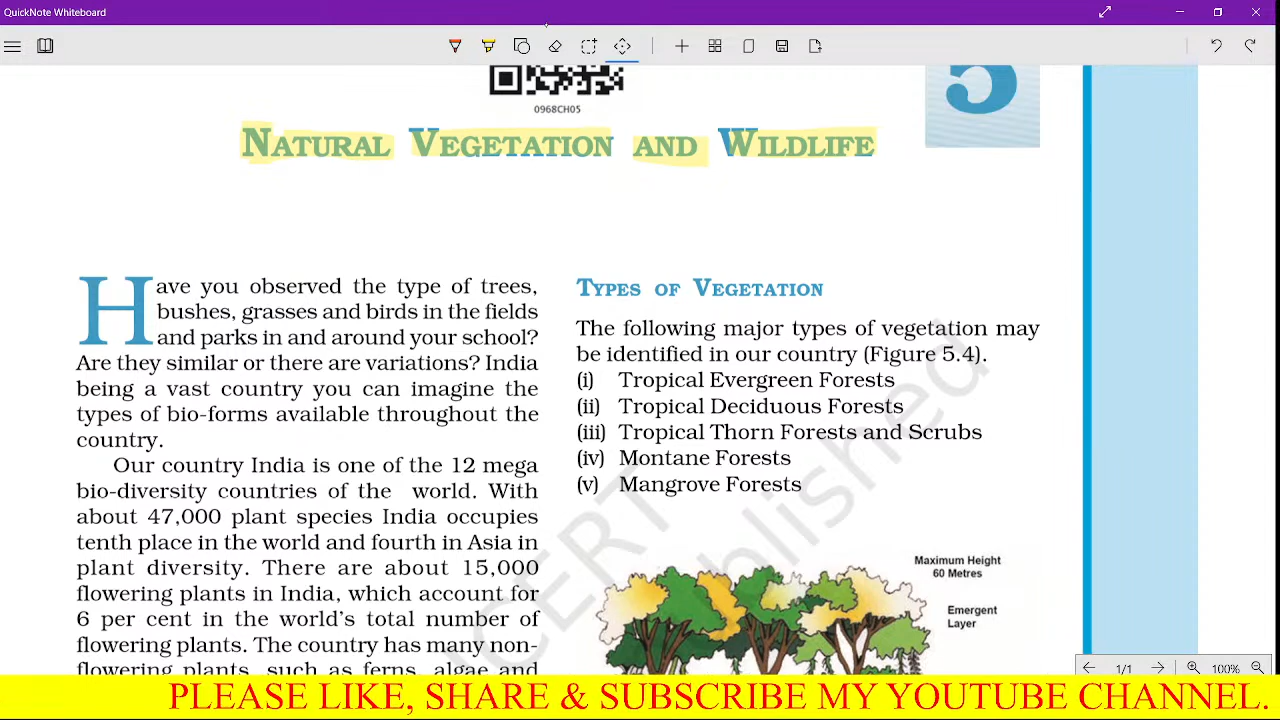 QuickNote Whiteboard
0968CH05
5
NATURAL VEGETATION AND WILDLIFE
Have you observed the type of trees,
bushes, grasses and birds in the fields
and parks in and around your school?
Are they similar or there are variations? India
being a vast country you can imagine the
types of bio-forms available throughout the
country.
Our country India is one of the 12 mega
bio-diversity countries of the world. With
about 47,000 plant species India occupies
tenth place in the world and fourth in Asia in
plant diversity. There are about 15,000
flowering plants in India, which account for
6 per cent in the world's total number of
flowering plants. The country has many non-
flowering plants, such as ferns, algae and
TYPES OF VEGETATION
The following major types of vegetation may
be identified in our country (Figure 5.4).
(i) Tropical Evergreen Forests
(ii) Tropical Deciduous Forests
(iii) Tropical Thorn Forests and Scrubs
(iv) Montane Forests
(v) Mangrove Forests
Maximum Height
60 Metres
Emergent
Layer
1/1
100%
PLEASE LIKE, SHARE & SUBSCRIBE MY YOUTUBE CHANNEL.